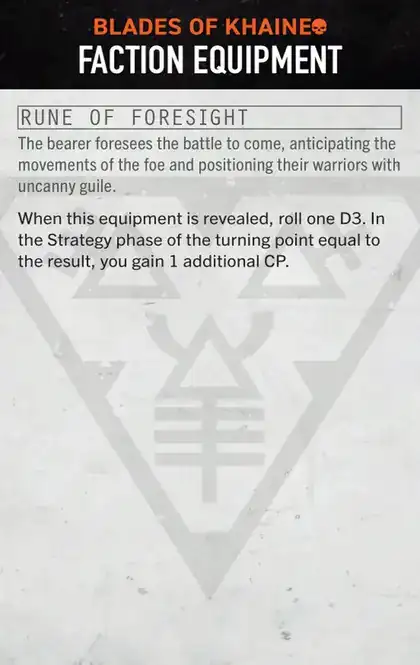 BLADES OF KHAINE
FACTION EQUIPMENT
RUNE OF FORESIGHT
The bearer foresees the battle to come, anticipating the
movements of the foe and positioning their warriors with
uncanny guile.
When this equipment is revealed, roll one D3. In
the Strategy phase of the turning point equal to
the result, you gain 1 additional CP.